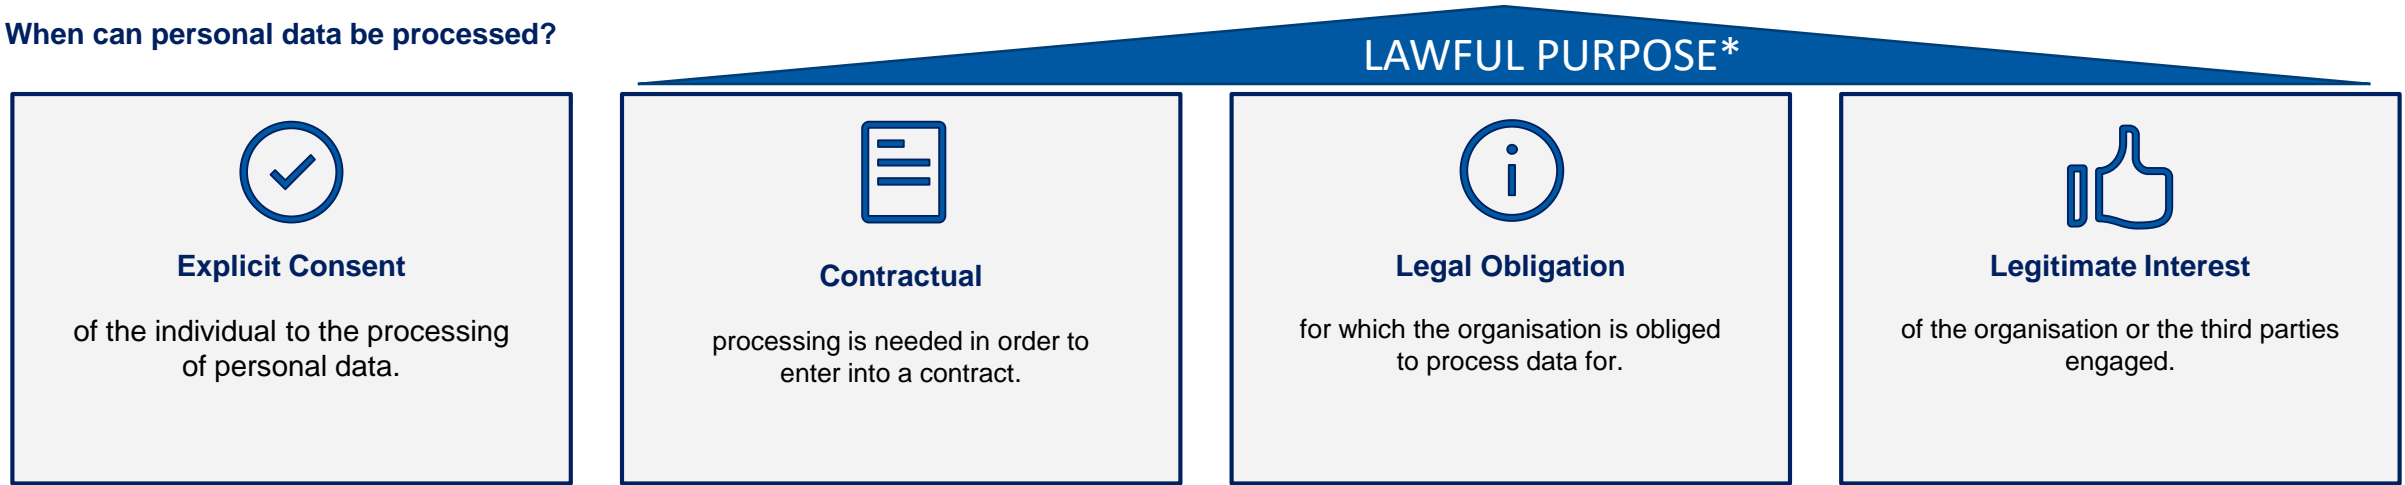 When can personal data be processed?
LAWFUL PURPOSE*
Explicit Consent
of the individual to the processing
of personal data.
Contractual
processing is needed in order to
enter into a contract.
Legal Obligation
for which the organisation is obliged
to process data for.
Legitimate Interest
of the organisation or the third parties
engaged.